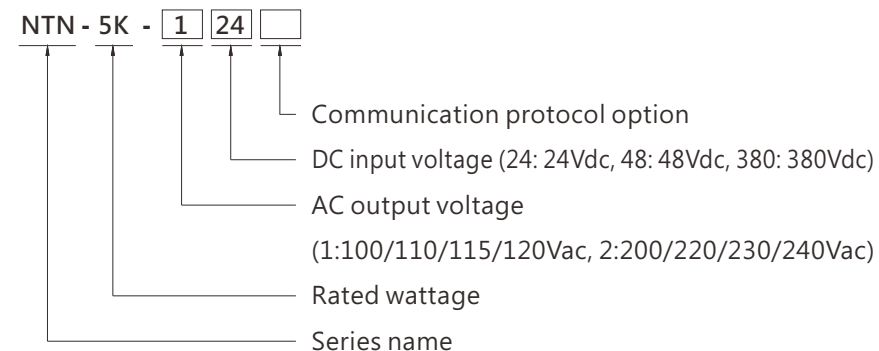 NTN - 5K - 1 24
Communication protocol option
DC input voltage (24: 24Vdc, 48: 48Vdc, 380: 380Vdc)
AC output voltage
(1:100/110/115/120Vac, 2:200/220/230/240Vac)
Rated wattage
Series name